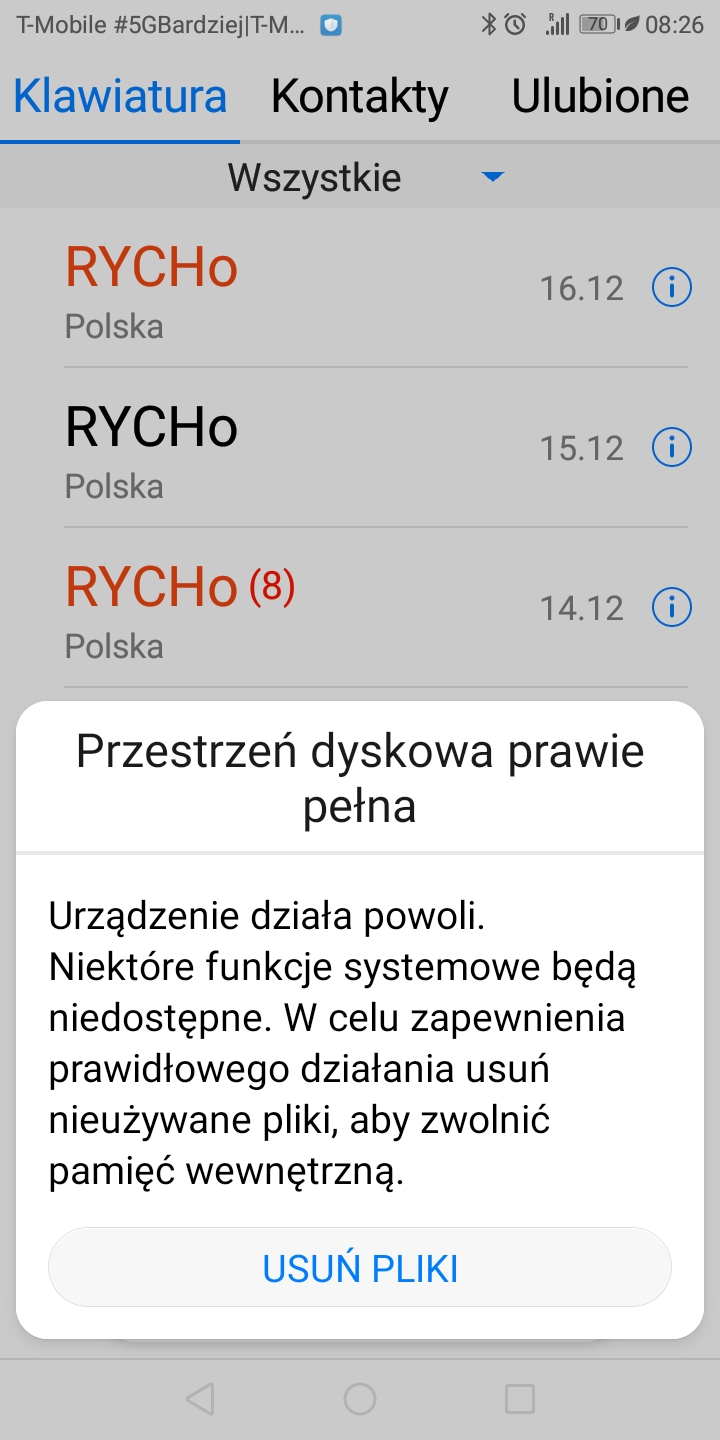 T-Mobile #5GBardziej|T-M... R 70 08:26
Klawiatura Kontakty Ulubione
Wszystkie
RYCHo
16.12
Polska
RYCHo
15.12
Polska
RYCHo (8)
14.12
Polska
Przestrzeń dyskowa prawie
pełna
Urządzenie działa powoli.
Niektóre funkcje systemowe będą
niedostępne. W celu zapewnienia
prawidłowego działania usuń
nieużywane pliki, aby zwolnić
pamięć wewnętrzną.
USUŃ PLIKI